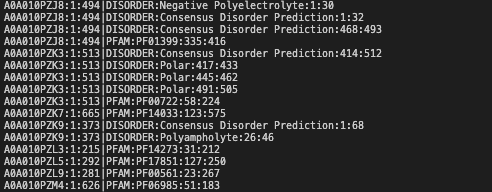 A0A010PZJ8:1:494|DISORDER:Negative Polyelectrolyte:1:30
A0A010PZJ8:1:494|DISORDER:Consensus Disorder Prediction:1:32
A0A010PZJ8:1:494|DISORDER:Consensus Disorder Prediction:468:493
A0A010PZJ8:1:494|PFAM:PF01399:335:416
A0A010PZK3:1:513|DISORDER:Consensus Disorder Prediction:414:512
A0A010PZK3:1:513|DISORDER:Polar:417:433
A0A010PZK3:1:513|DISORDER:Polar:445:462
A0A010PZK3:1:513|DISORDER:Polar:491:505
A0A010PZK3:1:513|PFAM:PF00722:58:224
A0A010PZK7:1:665|PFAM:PF14033:123:575
A0A010PZK9:1:373|DISORDER:Consensus Disorder Prediction:1:68
A0A010PZK9:1:373|DISORDER:Polyampholyte:26:46
A0A010PZL3:1:215|PFAM:PF14273:31:212
A0A010PZL5:1:292|PFAM:PF17851:127:250
A0A010PZL9:1:281|PFAM:PF00561:23:267
A0A010PZM4:1:626|PFAM:PF06985:51:183